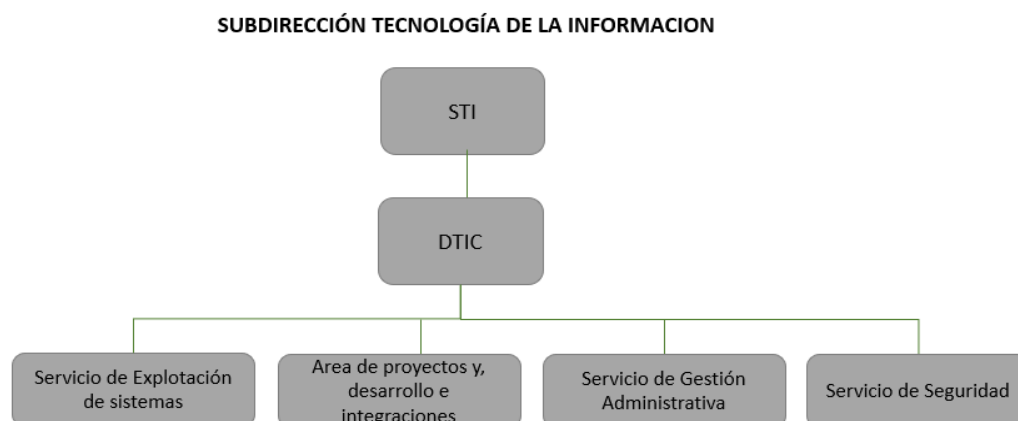 SUBDIRECCIÓN TECNOLOGÍA DE LA INFORMACION
STI
DTIC
Servicio de Explotación
de sistemas
Area de proyectos y,
desarrollo e
integraciones
Servicio de Gestión
Administrativa
Servicio de Seguridad